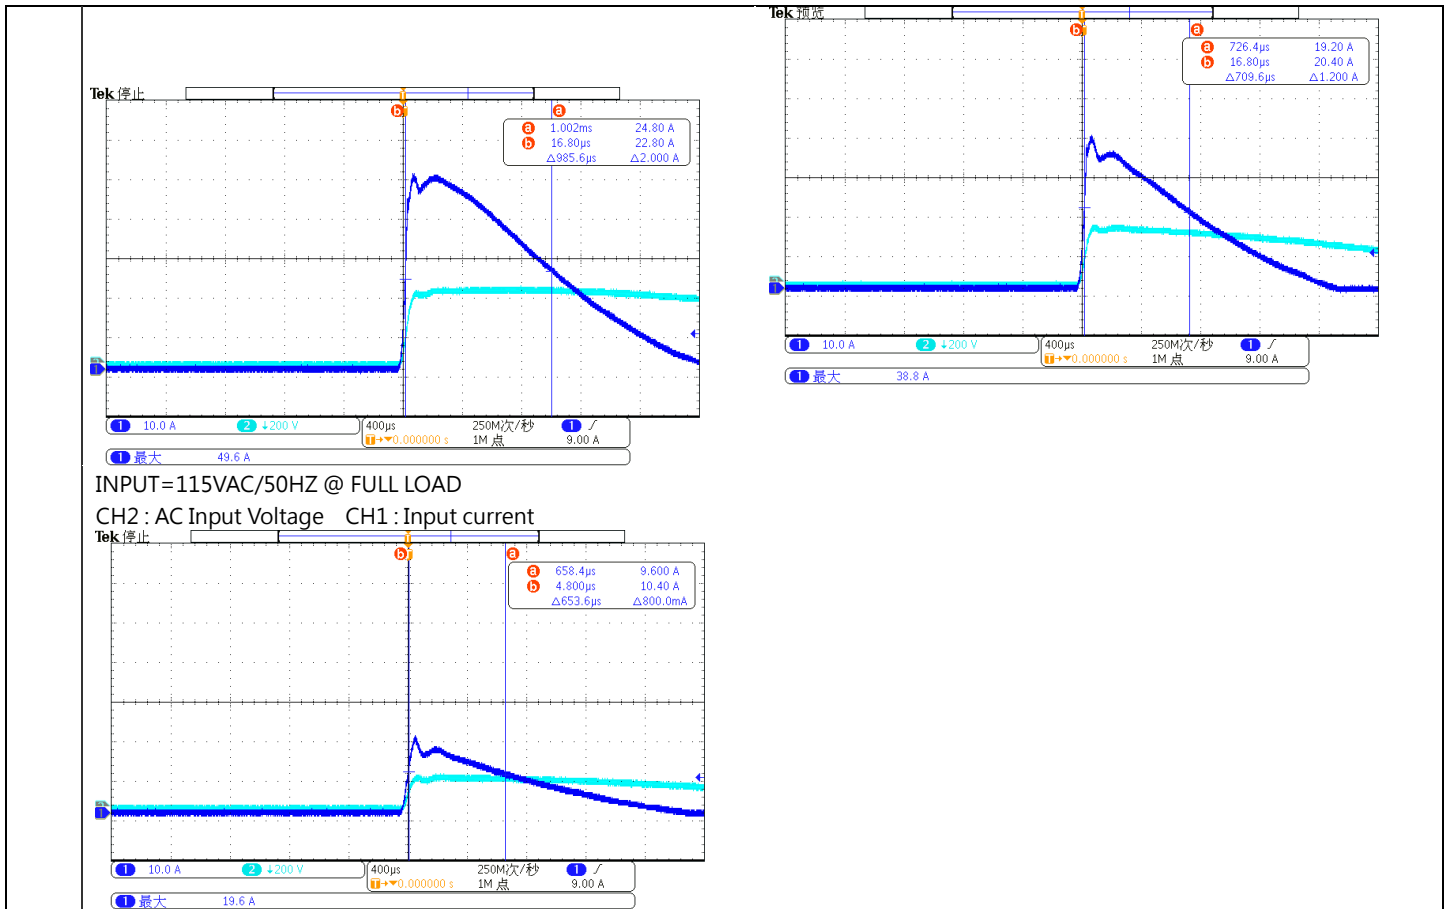 Tek 停止
b
a
a 1.002ms 24.80 A
b 16.80µs 22.80 A
△985.6µs △2.000 A
1
1 10.0 A 2 ↓200 V
400µs 250M次/秒 1 ∕
T→▼0.000000 s 1M 点 9.00 A
1 最大 49.6 A
Tek 预览
b
a
a 726.4µs 19.20 A
b 16.80µs 20.40 A
△709.6µs △1.200 A
1
1 10.0 A 2 ↓200 V
400µs 250M次/秒 1 ∕
T→▼0.000000 s 1M 点 9.00 A
1 最大 38.8 A
INPUT=115VAC/50HZ @ FULL LOAD
CH2 : AC Input Voltage CH1 : Input current
Tek 停止
b
a
a 658.4µs 9.600 A
b 4.800µs 10.40 A
△653.6µs △800.0mA
1
1 10.0 A 2 ↓200 V
400µs 250M次/秒 1 ∕
T→▼0.000000 s 1M 点 9.00 A
1 最大 19.6 A